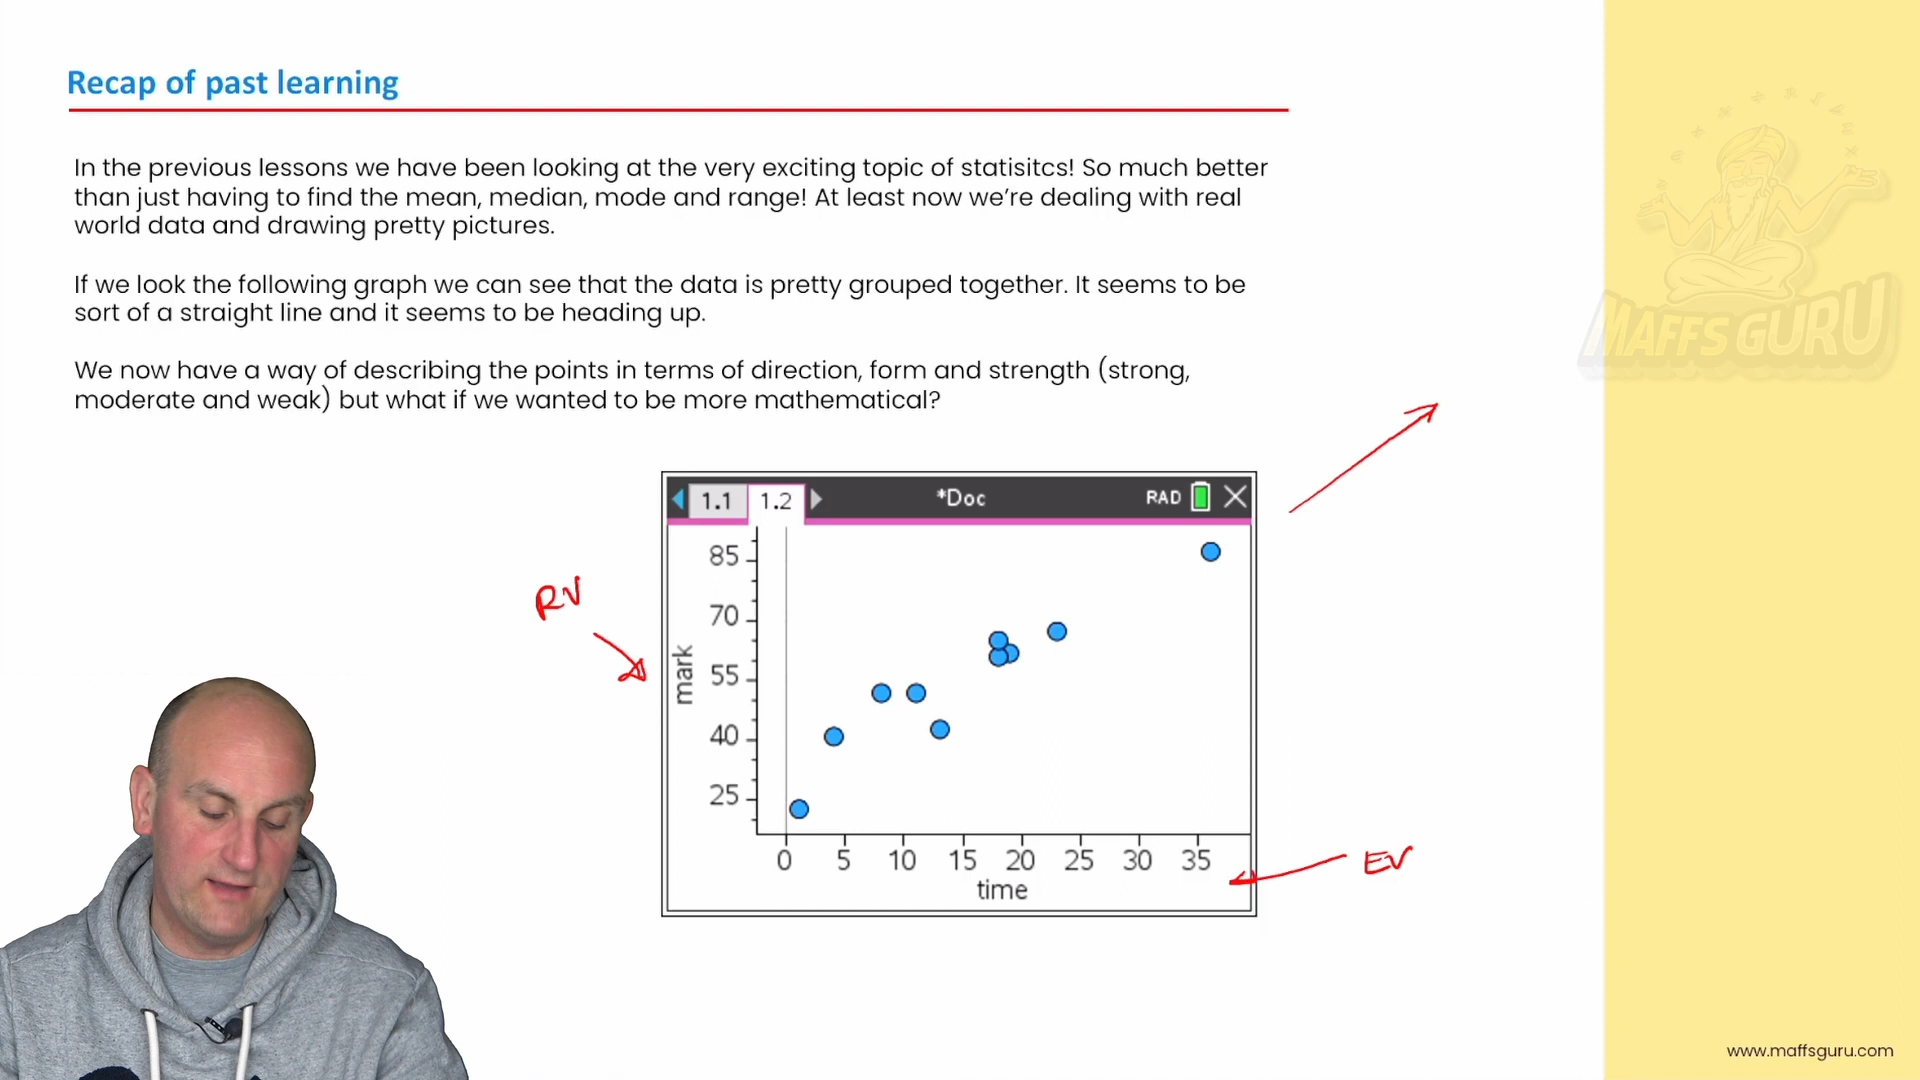 Recap of past learning
In the previous lessons we have been looking at the very exciting topic of statisitcs! So much better
than just having to find the mean, median, mode and range! At least now we're dealing with real
world data and drawing pretty pictures.
If we look the following graph we can see that the data is pretty grouped together. It seems to be
sort of a straight line and it seems to be heading up.
We now have a way of describing the points in terms of direction, form and strength (strong,
moderate and weak) but what if we wanted to be more mathematical?
MAFFS GURU
1.1 1.2 *Doc RAD
85
70
55
40
25
mark
RV
0 5 10 15 20 25 30 35
time
EV
www.maffsguru.com